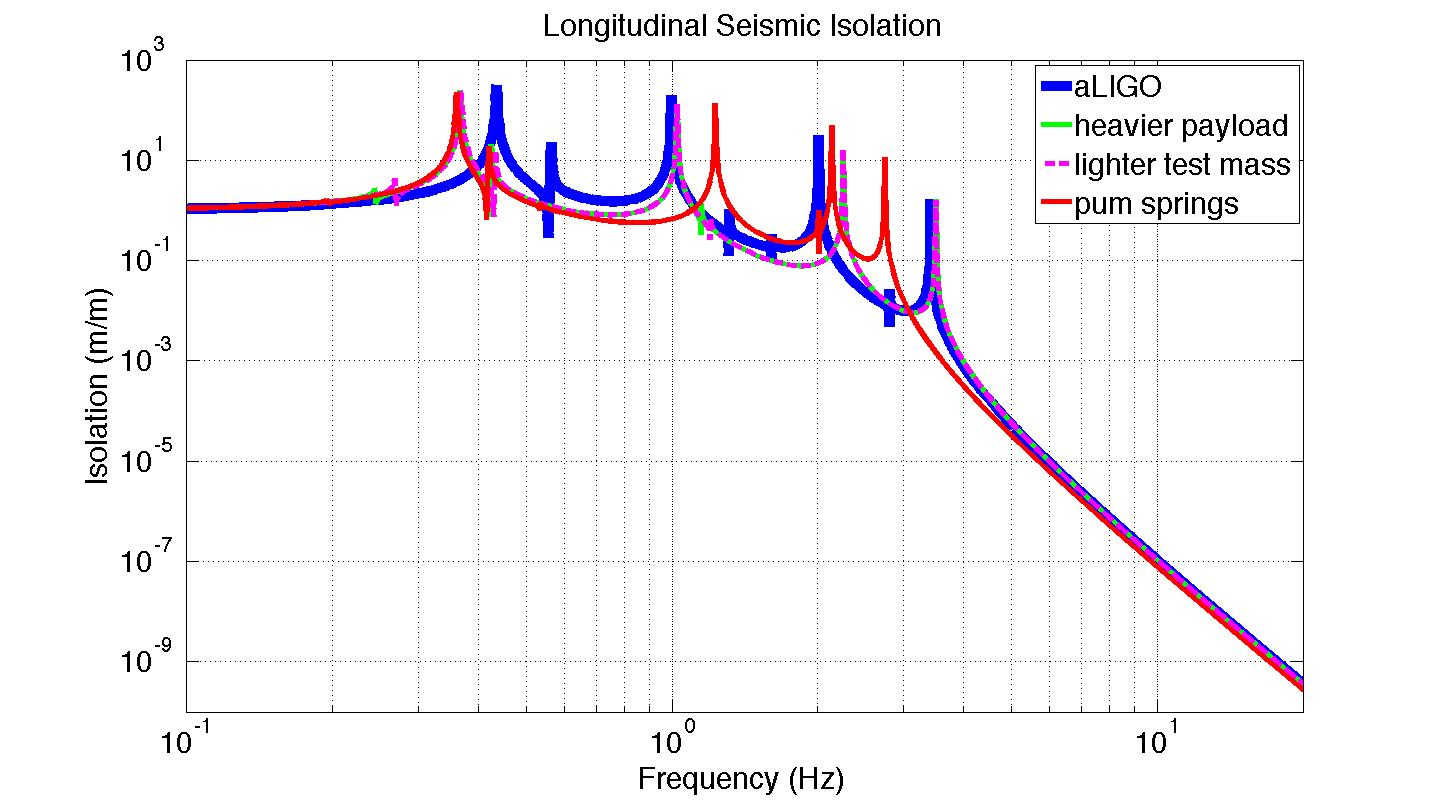 Longitudinal Seismic Isolation
10^3
10^1
10^-1
10^-3
10^-5
10^-7
10^-9
Isolation (m/m)
aLIGO
heavier payload
lighter test mass
pum springs
10^-1
10^0
10^1
Frequency (Hz)